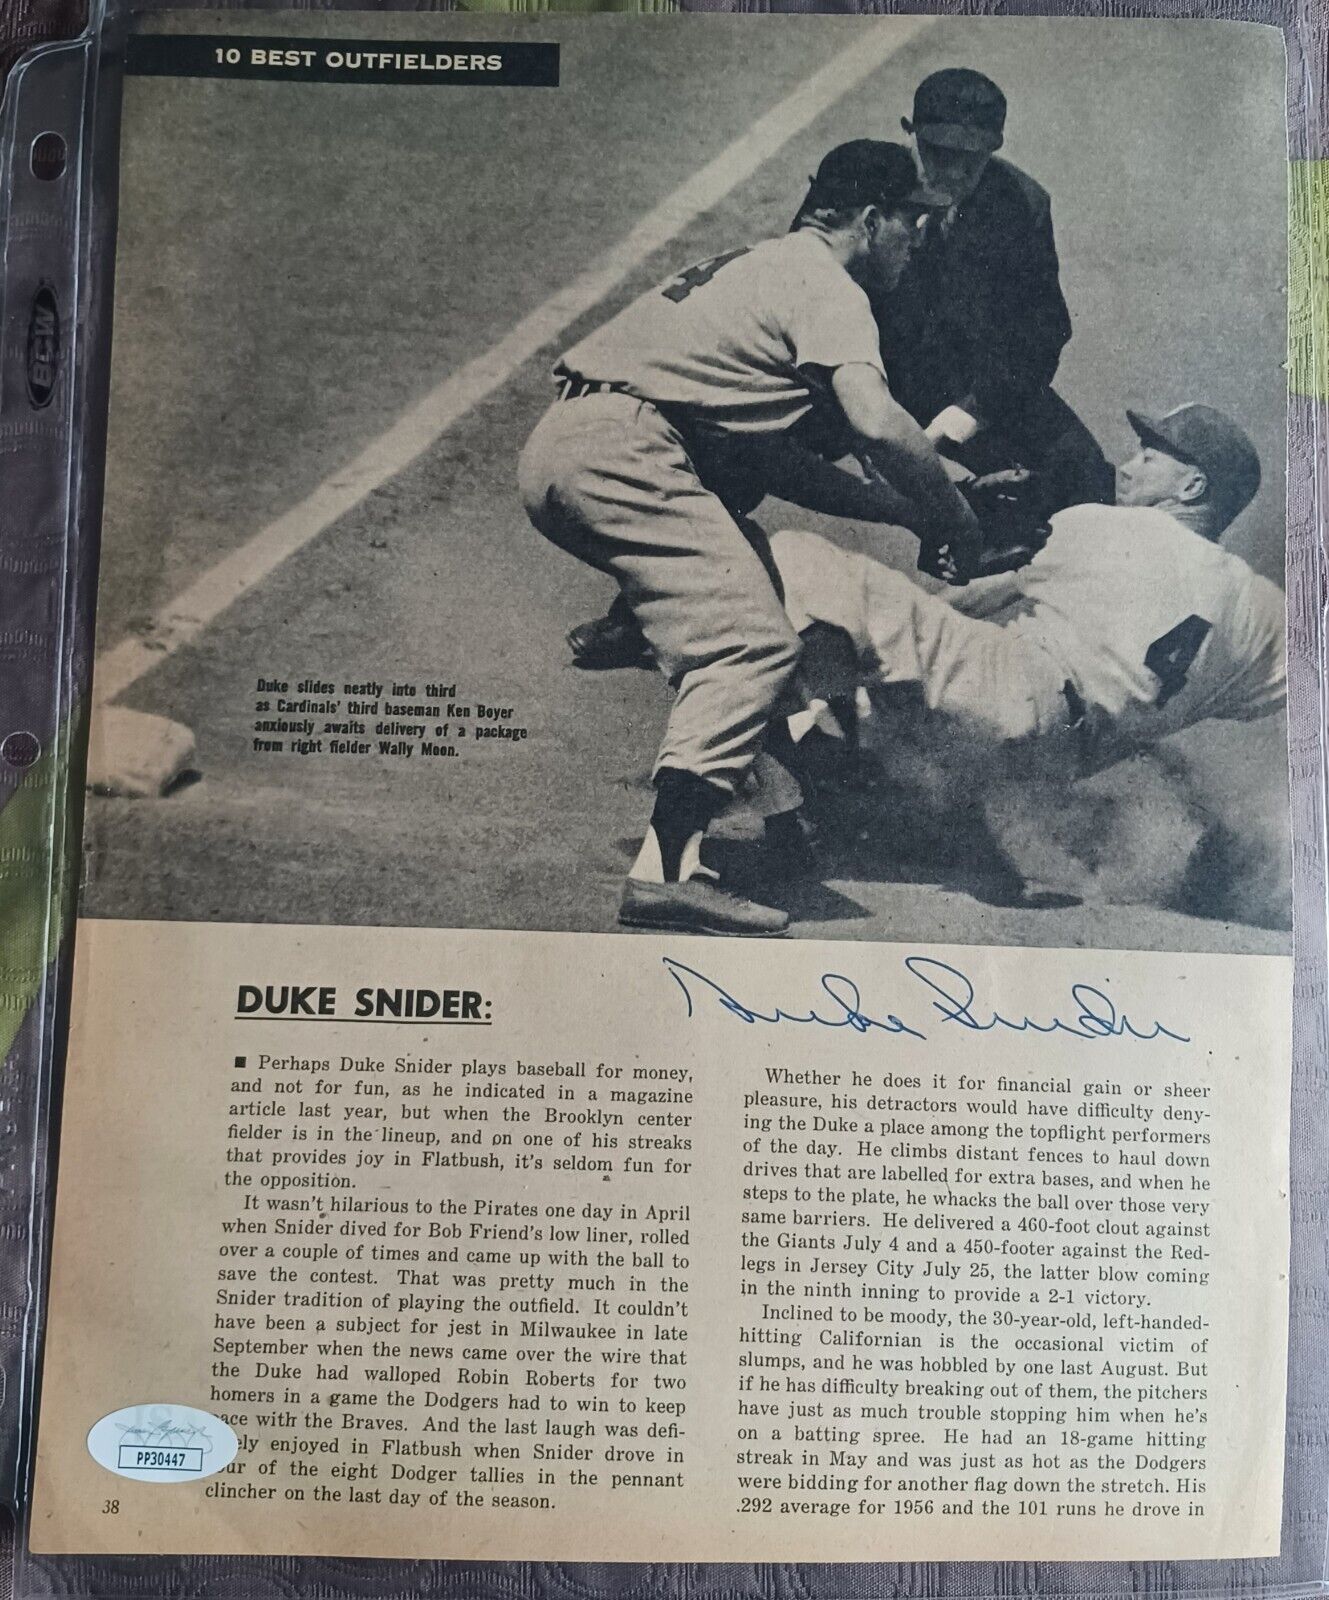 10 BEST OUTFIELDERS
BCW
4
Duke slides neatly into third
as Cardinals' third baseman Ken Boyer
anxiously awaits delivery of a package
from right fielder Wally Moon.
4
DUKE SNIDER:
Duke Snider
■ Perhaps Duke Snider plays baseball for money,
and not for fun, as he indicated in a magazine
article last year, but when the Brooklyn center
fielder is in the lineup, and on one of his streaks
that provides joy in Flatbush, it's seldom fun for
the opposition.
It wasn't hilarious to the Pirates one day in April
when Snider dived for Bob Friend's low liner, rolled
over a couple of times and came up with the ball to
save the contest. That was pretty much in the
Snider tradition of playing the outfield. It couldn't
have been a subject for jest in Milwaukee in late
September when the news came over the wire that
the Duke had walloped Robin Roberts for two
homers in a game the Dodgers had to win to keep
ace with the Braves. And the last laugh was defi-
ely enjoyed in Flatbush when Snider drove in
ur of the eight Dodger tallies in the pennant
clincher on the last day of the season.
PP30447
38
Whether he does it for financial gain or sheer
pleasure, his detractors would have difficulty deny-
ing the Duke a place among the topflight performers
of the day. He climbs distant fences to haul down
drives that are labelled for extra bases, and when he
steps to the plate, he whacks the ball over those very
same barriers. He delivered a 460-foot clout against
the Giants July 4 and a 450-footer against the Red-
legs in Jersey City July 25, the latter blow coming
in the ninth inning to provide a 2-1 victory.
Inclined to be moody, the 30-year-old, left-handed-
hitting Californian is the occasional victim of
slumps, and he was hobbled by one last August. But
if he has difficulty breaking out of them, the pitchers
have just as much trouble stopping him when he's
on a batting spree. He had an 18-game hitting
streak in May and was just as hot as the Dodgers
were bidding for another flag down the stretch. His
.292 average for 1956 and the 101 runs he drove in